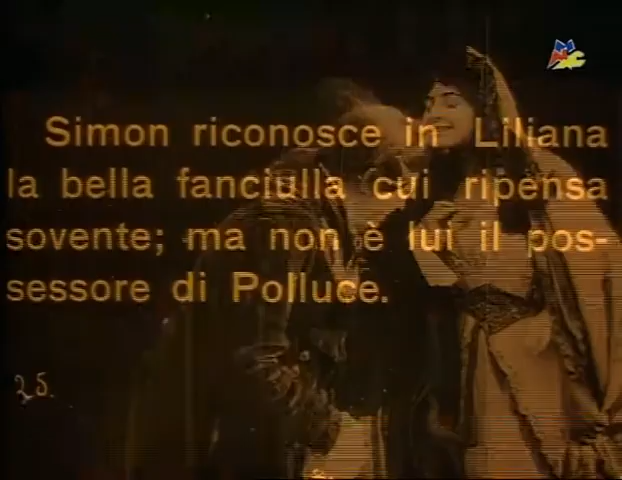 Simon riconosce in Liliana
la bella fanciulla cui ripensa
sovente; ma non è lui il pos-
sessore di Polluce.
25.